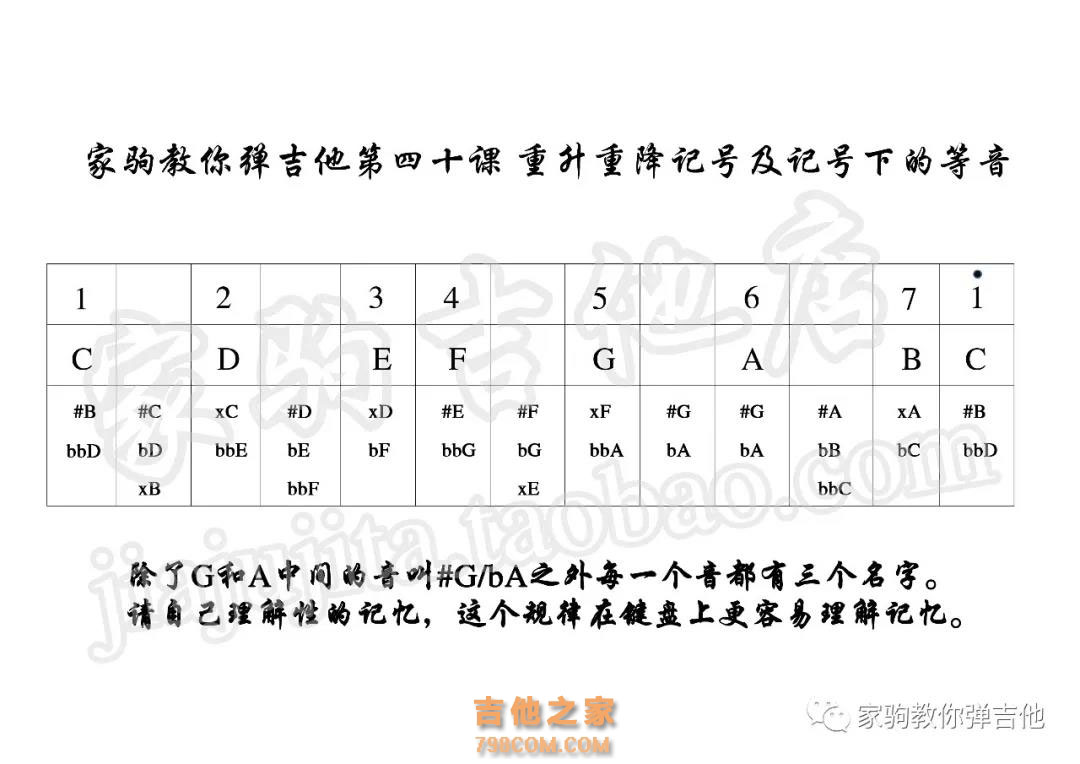 家驹教你弹吉他第四十课 重升重降记号及记号下的等音
1 2 3 4 5 6 7 1
C D E F G A B C
#B #C xC #D xD #E #F xF #G #G #A xA #B
bbD bD bbE bE bF bbG bG bbA bA bA bB bC bbD
xB bbF xE bbC
除了G和A中间的音叫#G/bA之外每一个音都有三个名字。
请自己理解性的记忆，这个规律在键盘上更容易理解记忆。
家驹吉他店
jiajujita.taobao.com
吉他之家
798COM.COM
家驹教你弹吉他